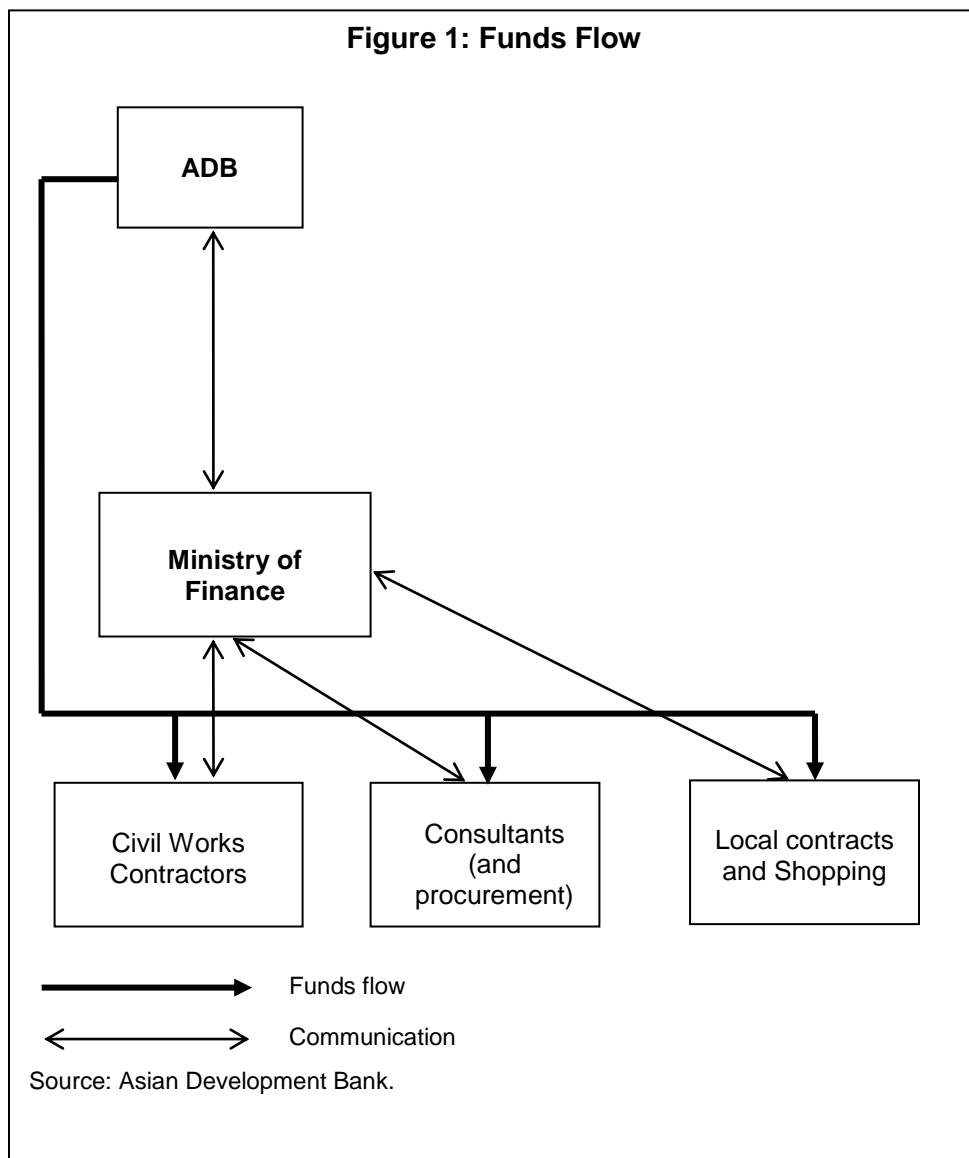 Figure 1: Funds Flow
ADB
Ministry of
Finance
Civil Works
Contractors
Consultants
(and
procurement)
Local contracts
and Shopping
Funds flow
Communication
Source: Asian Development Bank.